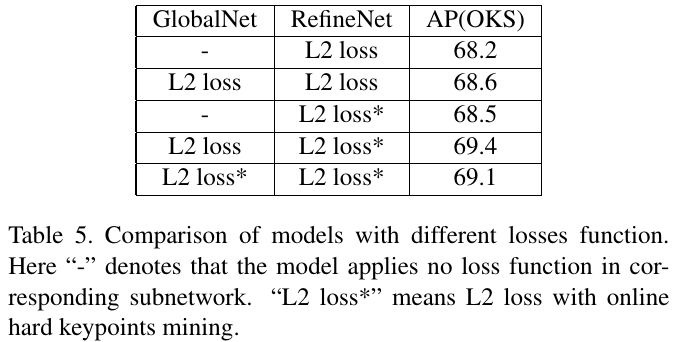 GlobalNet RefineNet AP(OKS)
- L2 loss 68.2
L2 loss L2 loss 68.6
- L2 loss* 68.5
L2 loss L2 loss* 69.4
L2 loss* L2 loss* 69.1
Table 5. Comparison of models with different losses function.
Here “-” denotes that the model applies no loss function in cor-
responding subnetwork. “L2 loss*” means L2 loss with online
hard keypoints mining.